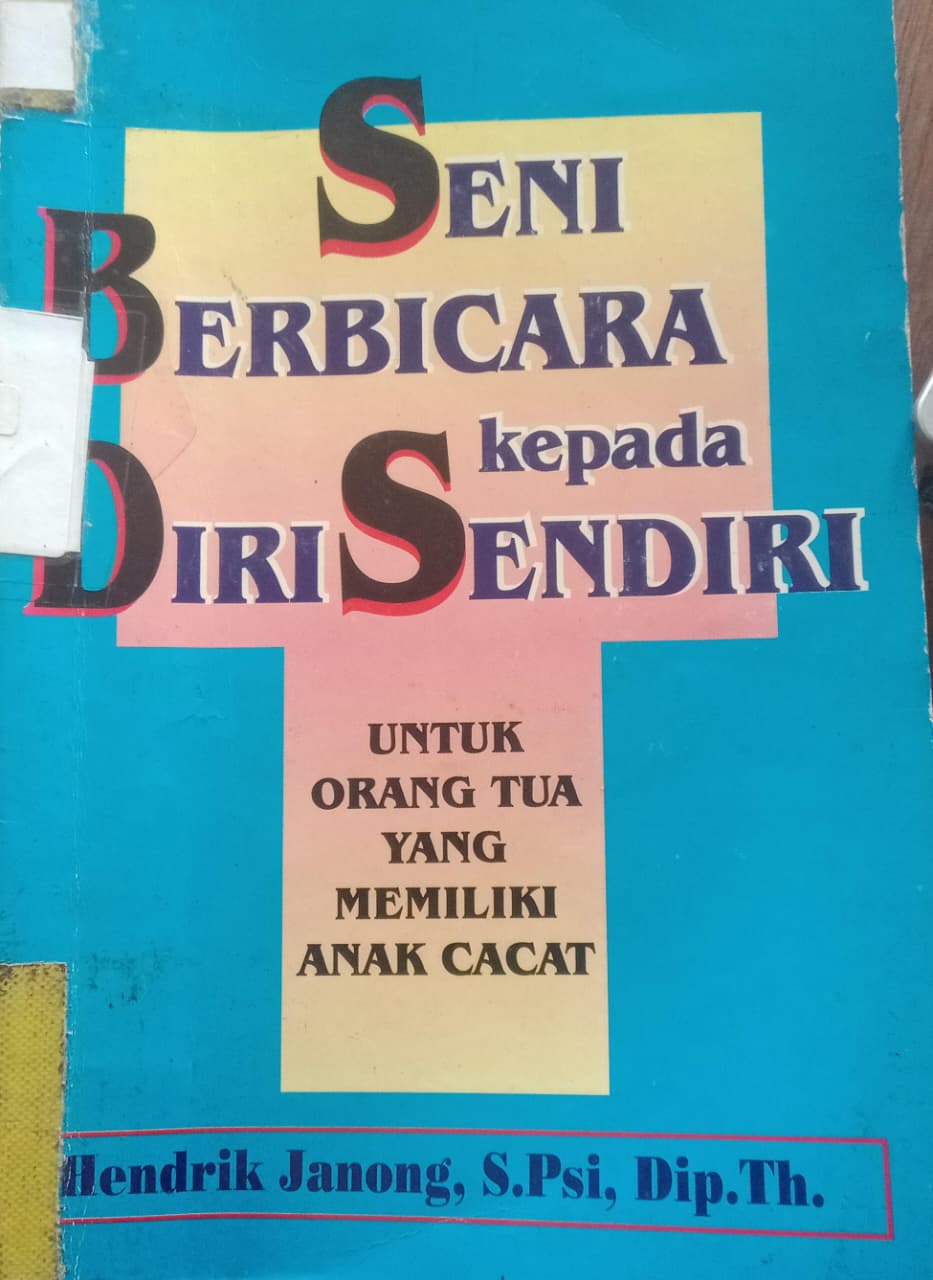 SENI
BERBICARA
kepada
DIRI SENDIRI
UNTUK
ORANG TUA
YANG
MEMILIKI
ANAK CACAT
Hendrik Janong, S.Psi, Dip.Th.